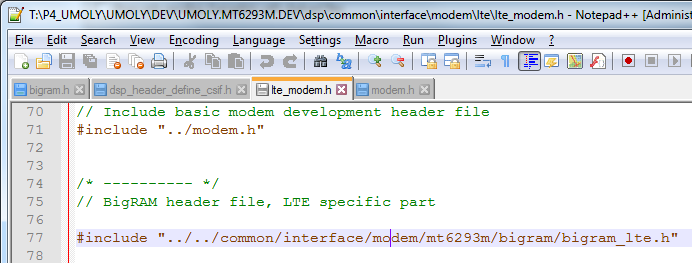 T:\P4_UMOLY\UMOLY\DEV\UMOLY.MT6293M.DEV\dsp\common\interface\modem\lte\lte_modem.h - Notepad++ [Adminis
File Edit Search View Encoding Language Settings Macro Run Plugins Window ?
bigram.h dsp_header_define_csif.h lte_modem.h modem.h
70 // Include basic modem development header file
71 #include "../modem.h"
72
73
74 /* ---------- */
75 // BigRAM header file, LTE specific part
76
77 #include "../../common/interface/modem/mt6293m/bigram/bigram_lte.h"
78